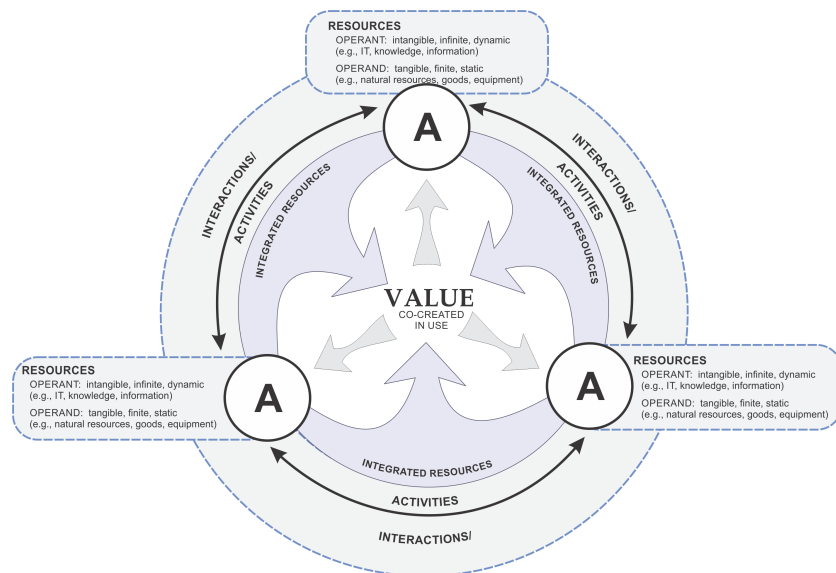 RESOURCES
OPERANT: intangible, infinite, dynamic
(e.g., IT, knowledge, information)
OPERAND: tangible, finite, static
(e.g., natural resources, goods, equipment)
A
INTERACTIONS/
ACTIVITIES
INTEGRATED RESOURCES
INTERACTIONS/
ACTIVITIES
INTEGRATED RESOURCES
VALUE
CO-CREATED
IN USE
RESOURCES
OPERANT: intangible, infinite, dynamic
(e.g., IT, knowledge, information)
OPERAND: tangible, finite, static
(e.g., natural resources, goods, equipment)
A
A
RESOURCES
OPERANT: intangible, infinite, dynamic
(e.g., IT, knowledge, information)
OPERAND: tangible, finite, static
(e.g., natural resources, goods, equipment)
INTEGRATED RESOURCES
ACTIVITIES
INTERACTIONS/